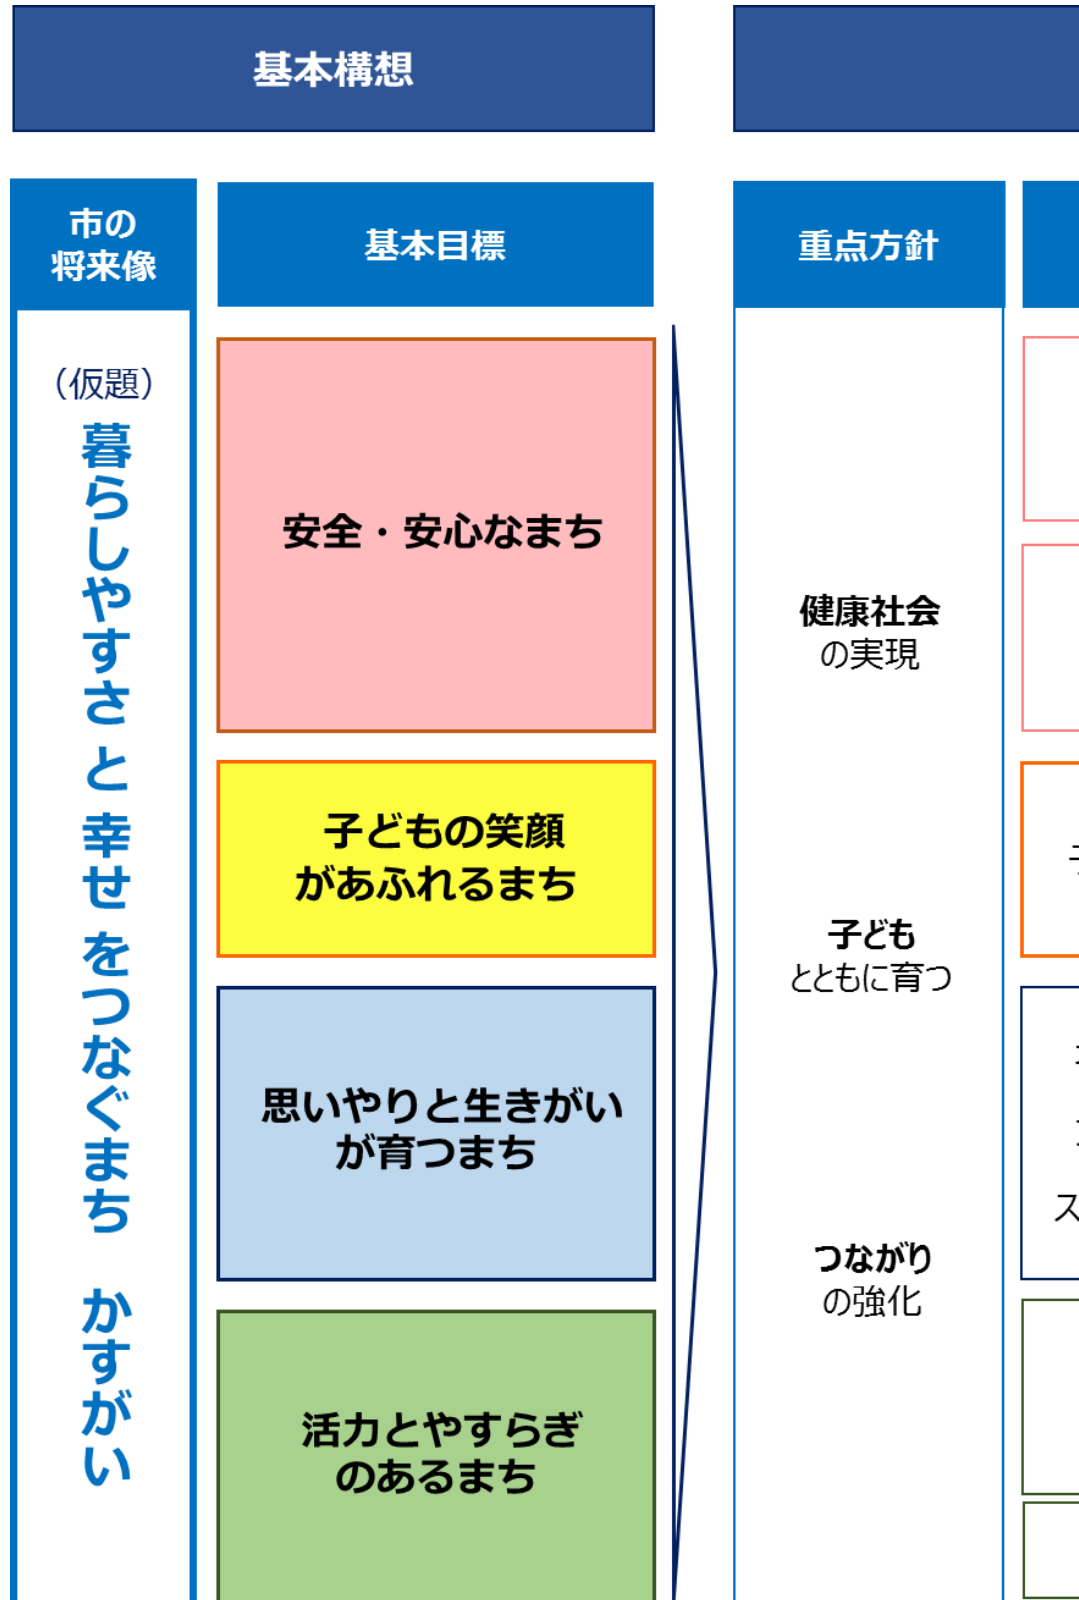 基本構想
市の
将来像
基本目標
重点方針
（仮題）
暮らしやすさ と 幸せ をつなぐまち　かすがい
安全・安心なまち
子どもの笑顔
があふれるまち
思いやりと生きがい
が育つまち
活力とやすらぎ
のあるまち
健康社会
の実現
子ども
とともに育つ
つながり
の強化
ス